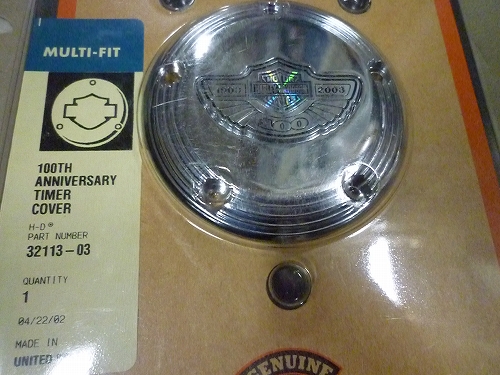 MULTI-FIT
100TH
ANNIVERSARY
TIMER
COVER
H-D®
PART NUMBER
32113-03
QUANTITY
1
04/22/02
MADE IN
UNITED
1903 2003
100
GENUINE